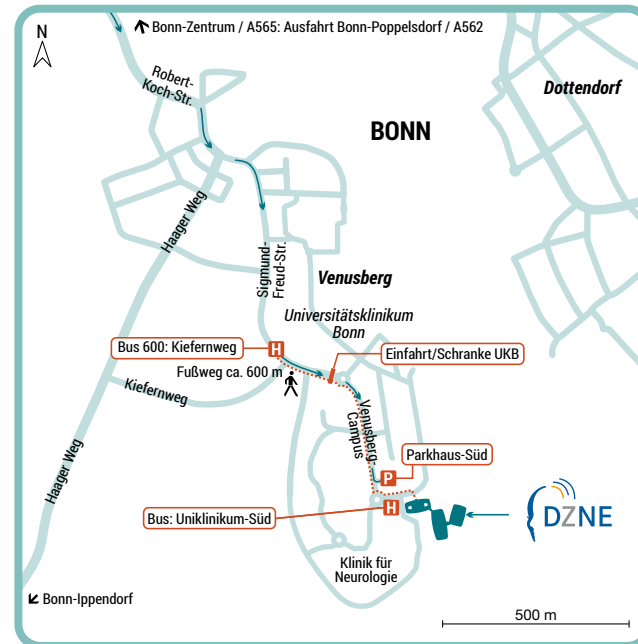 Bonn-Zentrum / A565: Ausfahrt Bonn-Poppelsdorf / A562
N
Robert-
Koch-Str.
Dottendorf
BONN
Haager Weg
Sigmund-
Freud-Str.
Venusberg
Universitätsklinikum
Bonn
Bus 600: Kiefernweg
H
Einfahrt/Schranke UKB
Fußweg ca. 600 m
Kiefernweg
Venusberg-
Campus
Haager Weg
Parkhaus-Süd
P
Bus: Uniklinikum-Süd
H
DZNE
Klinik für
Neurologie
Bonn-Ippendorf
500 m